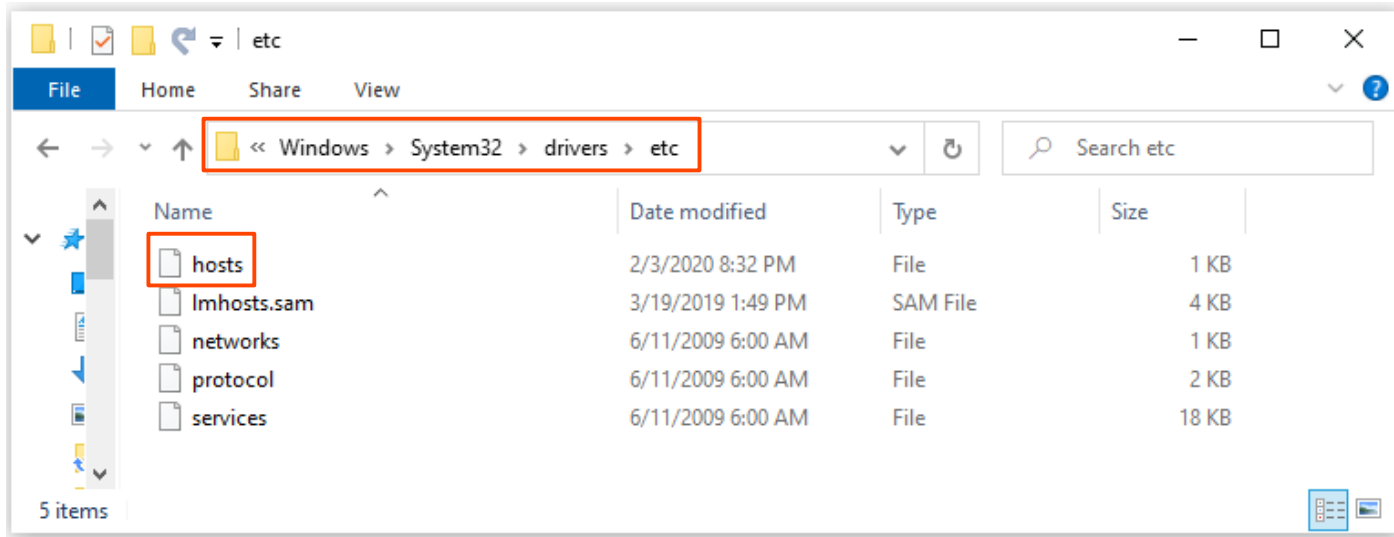 etc
File Home Share View
« Windows > System32 > drivers > etc Search etc
Name Date modified Type Size
hosts 2/3/2020 8:32 PM File 1 KB
lmhosts.sam 3/19/2019 1:49 PM SAM File 4 KB
networks 6/11/2009 6:00 AM File 1 KB
protocol 6/11/2009 6:00 AM File 2 KB
services 6/11/2009 6:00 AM File 18 KB
5 items